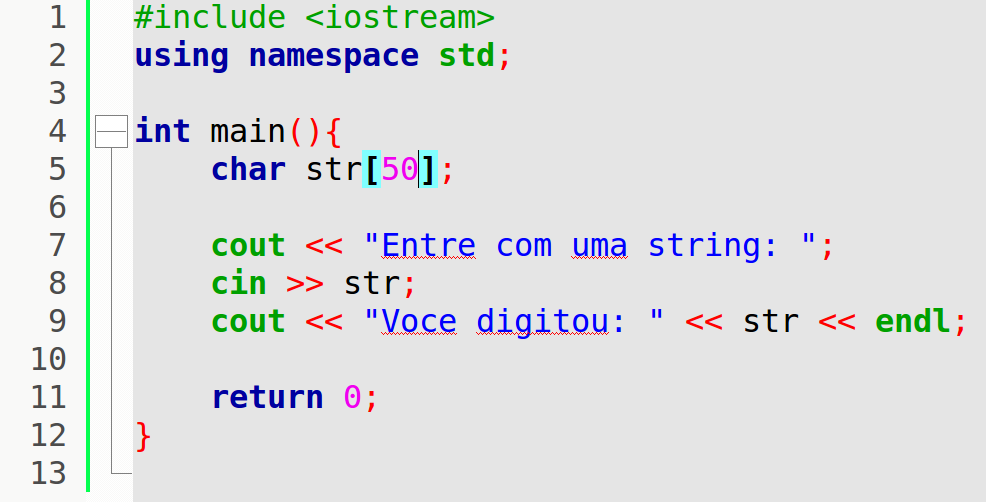 1 #include <iostream>
2 using namespace std;
3
4 int main(){
5     char str[50];
6
7     cout << "Entre com uma string: ";
8     cin >> str;
9     cout << "Voce digitou: " << str << endl;
10
11     return 0;
12 }
13